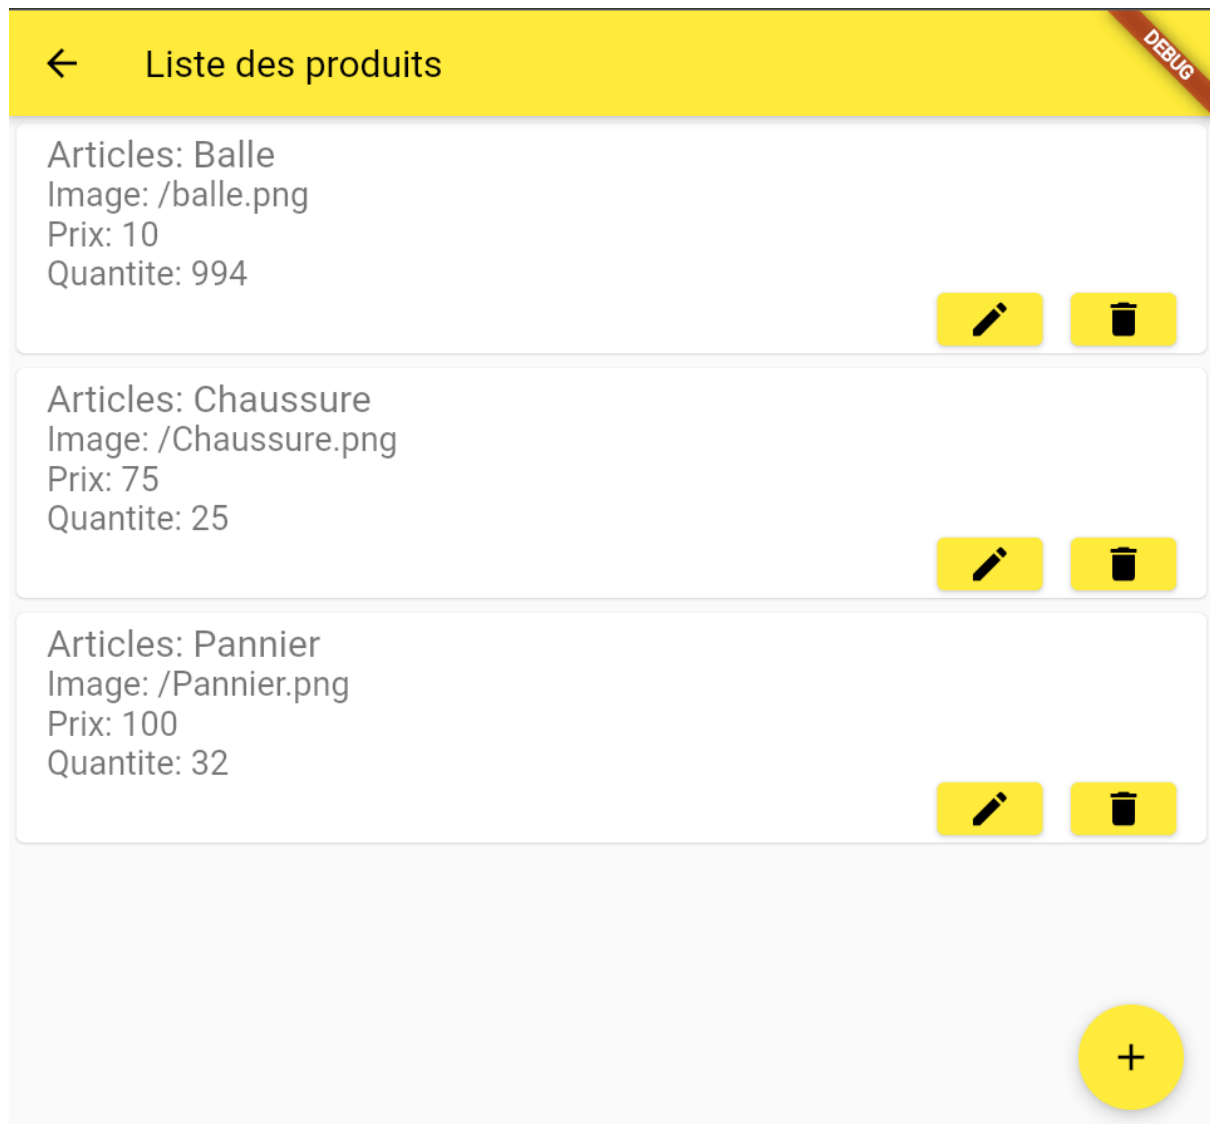 Liste des produits
DEBUG
Articles: Balle
Image: /balle.png
Prix: 10
Quantite: 994
Articles: Chaussure
Image: /Chaussure.png
Prix: 75
Quantite: 25
Articles: Pannier
Image: /Pannier.png
Prix: 100
Quantite: 32